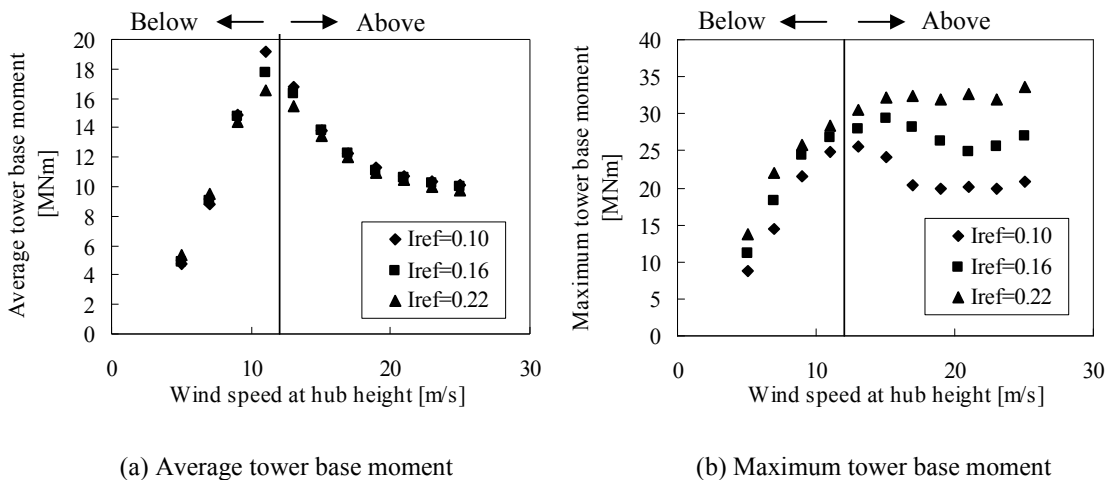 Below
Above
Average tower base moment
[MNm]
20
18
16
14
12
10
8
6
4
2
0
Iref=0.10
Iref=0.16
Iref=0.22
0
10
20
30
Wind speed at hub height [m/s]
(a) Average tower base moment
Below
Above
Maximum tower base moment
[MNm]
40
35
30
25
20
15
10
5
0
Iref=0.10
Iref=0.16
Iref=0.22
0
10
20
30
Wind speed at hub height [m/s]
(b) Maximum tower base moment